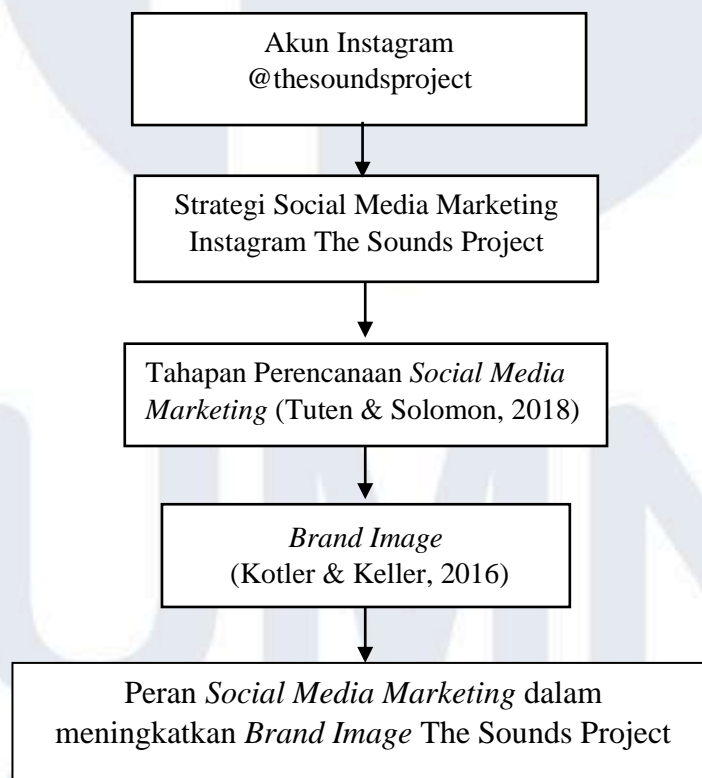 Akun Instagram
@thesoundsproject
Strategi Social Media Marketing
Instagram The Sounds Project
Tahapan Perencanaan Social Media
Marketing (Tuten & Solomon, 2018)
Brand Image
(Kotler & Keller, 2016)
Peran Social Media Marketing dalam
meningkatkan Brand Image The Sounds Project
UMN